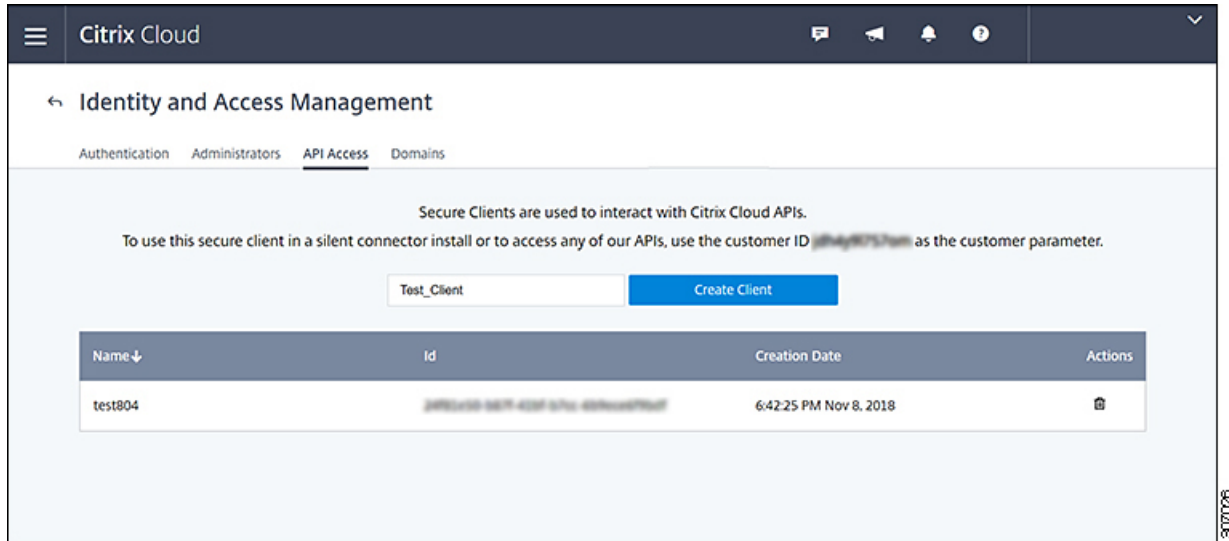 Citrix Cloud
Identity and Access Management
Authentication Administrators API Access Domains
Secure Clients are used to interact with Citrix Cloud APIs.
To use this secure client in a silent connector install or to access any of our APIs, use the customer ID as the customer parameter.
Test_Client Create Client
Name Id Creation Date Actions
test804 6:42:25 PM Nov 8, 2018
307026